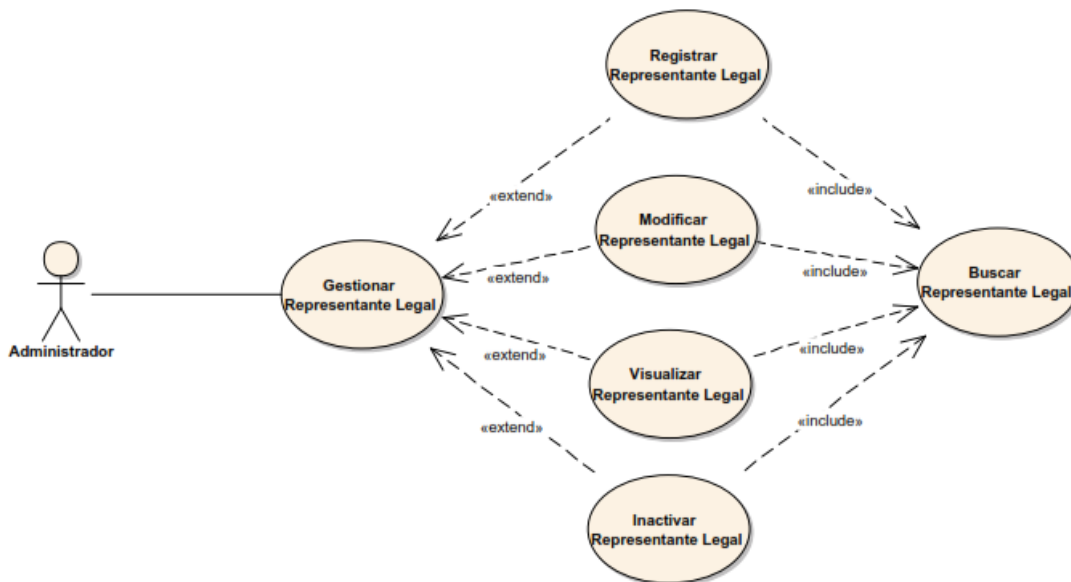 Registrar
Representante Legal
«extend»
«include»
Modificar
Representante Legal
«extend»
«include»
Administrador
Gestionar
Representante Legal
Buscar
Representante Legal
«extend»
«include»
Visualizar
Representante Legal
«extend»
«include»
Inactivar
Representante Legal